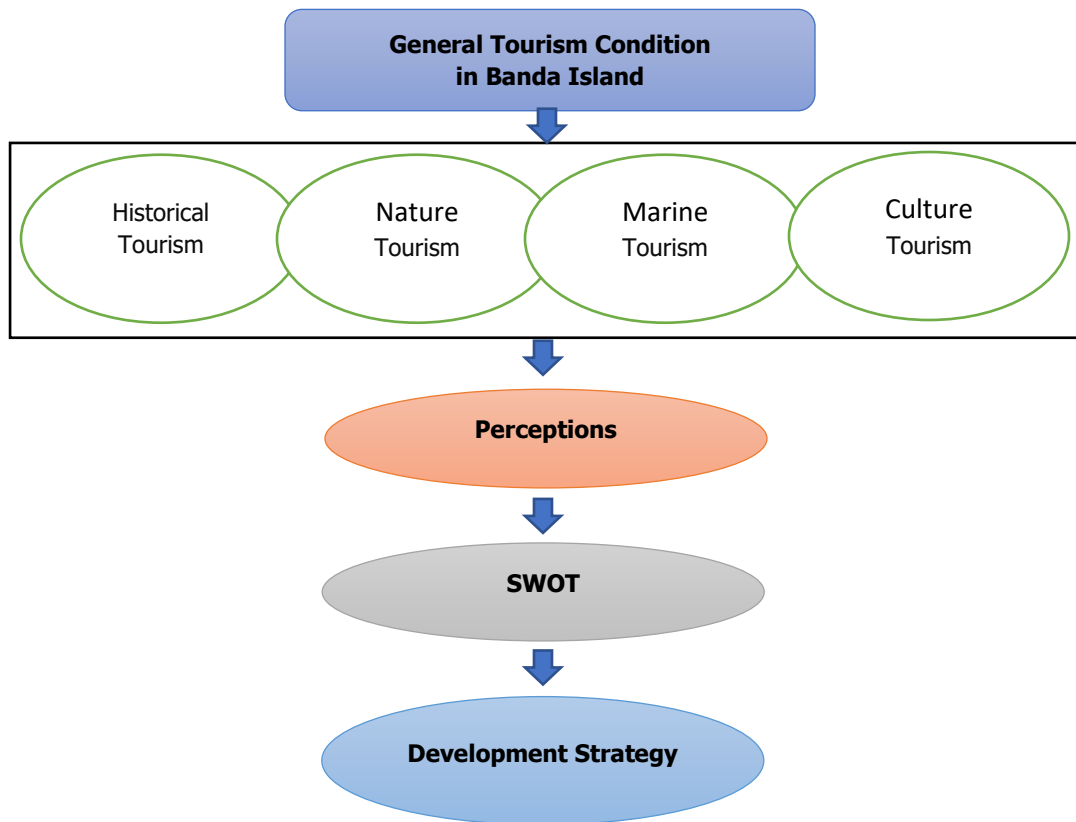 General Tourism Condition
in Banda Island
Historical
Tourism
Nature
Tourism
Marine
Tourism
Culture
Tourism
Perceptions
SWOT
Development Strategy